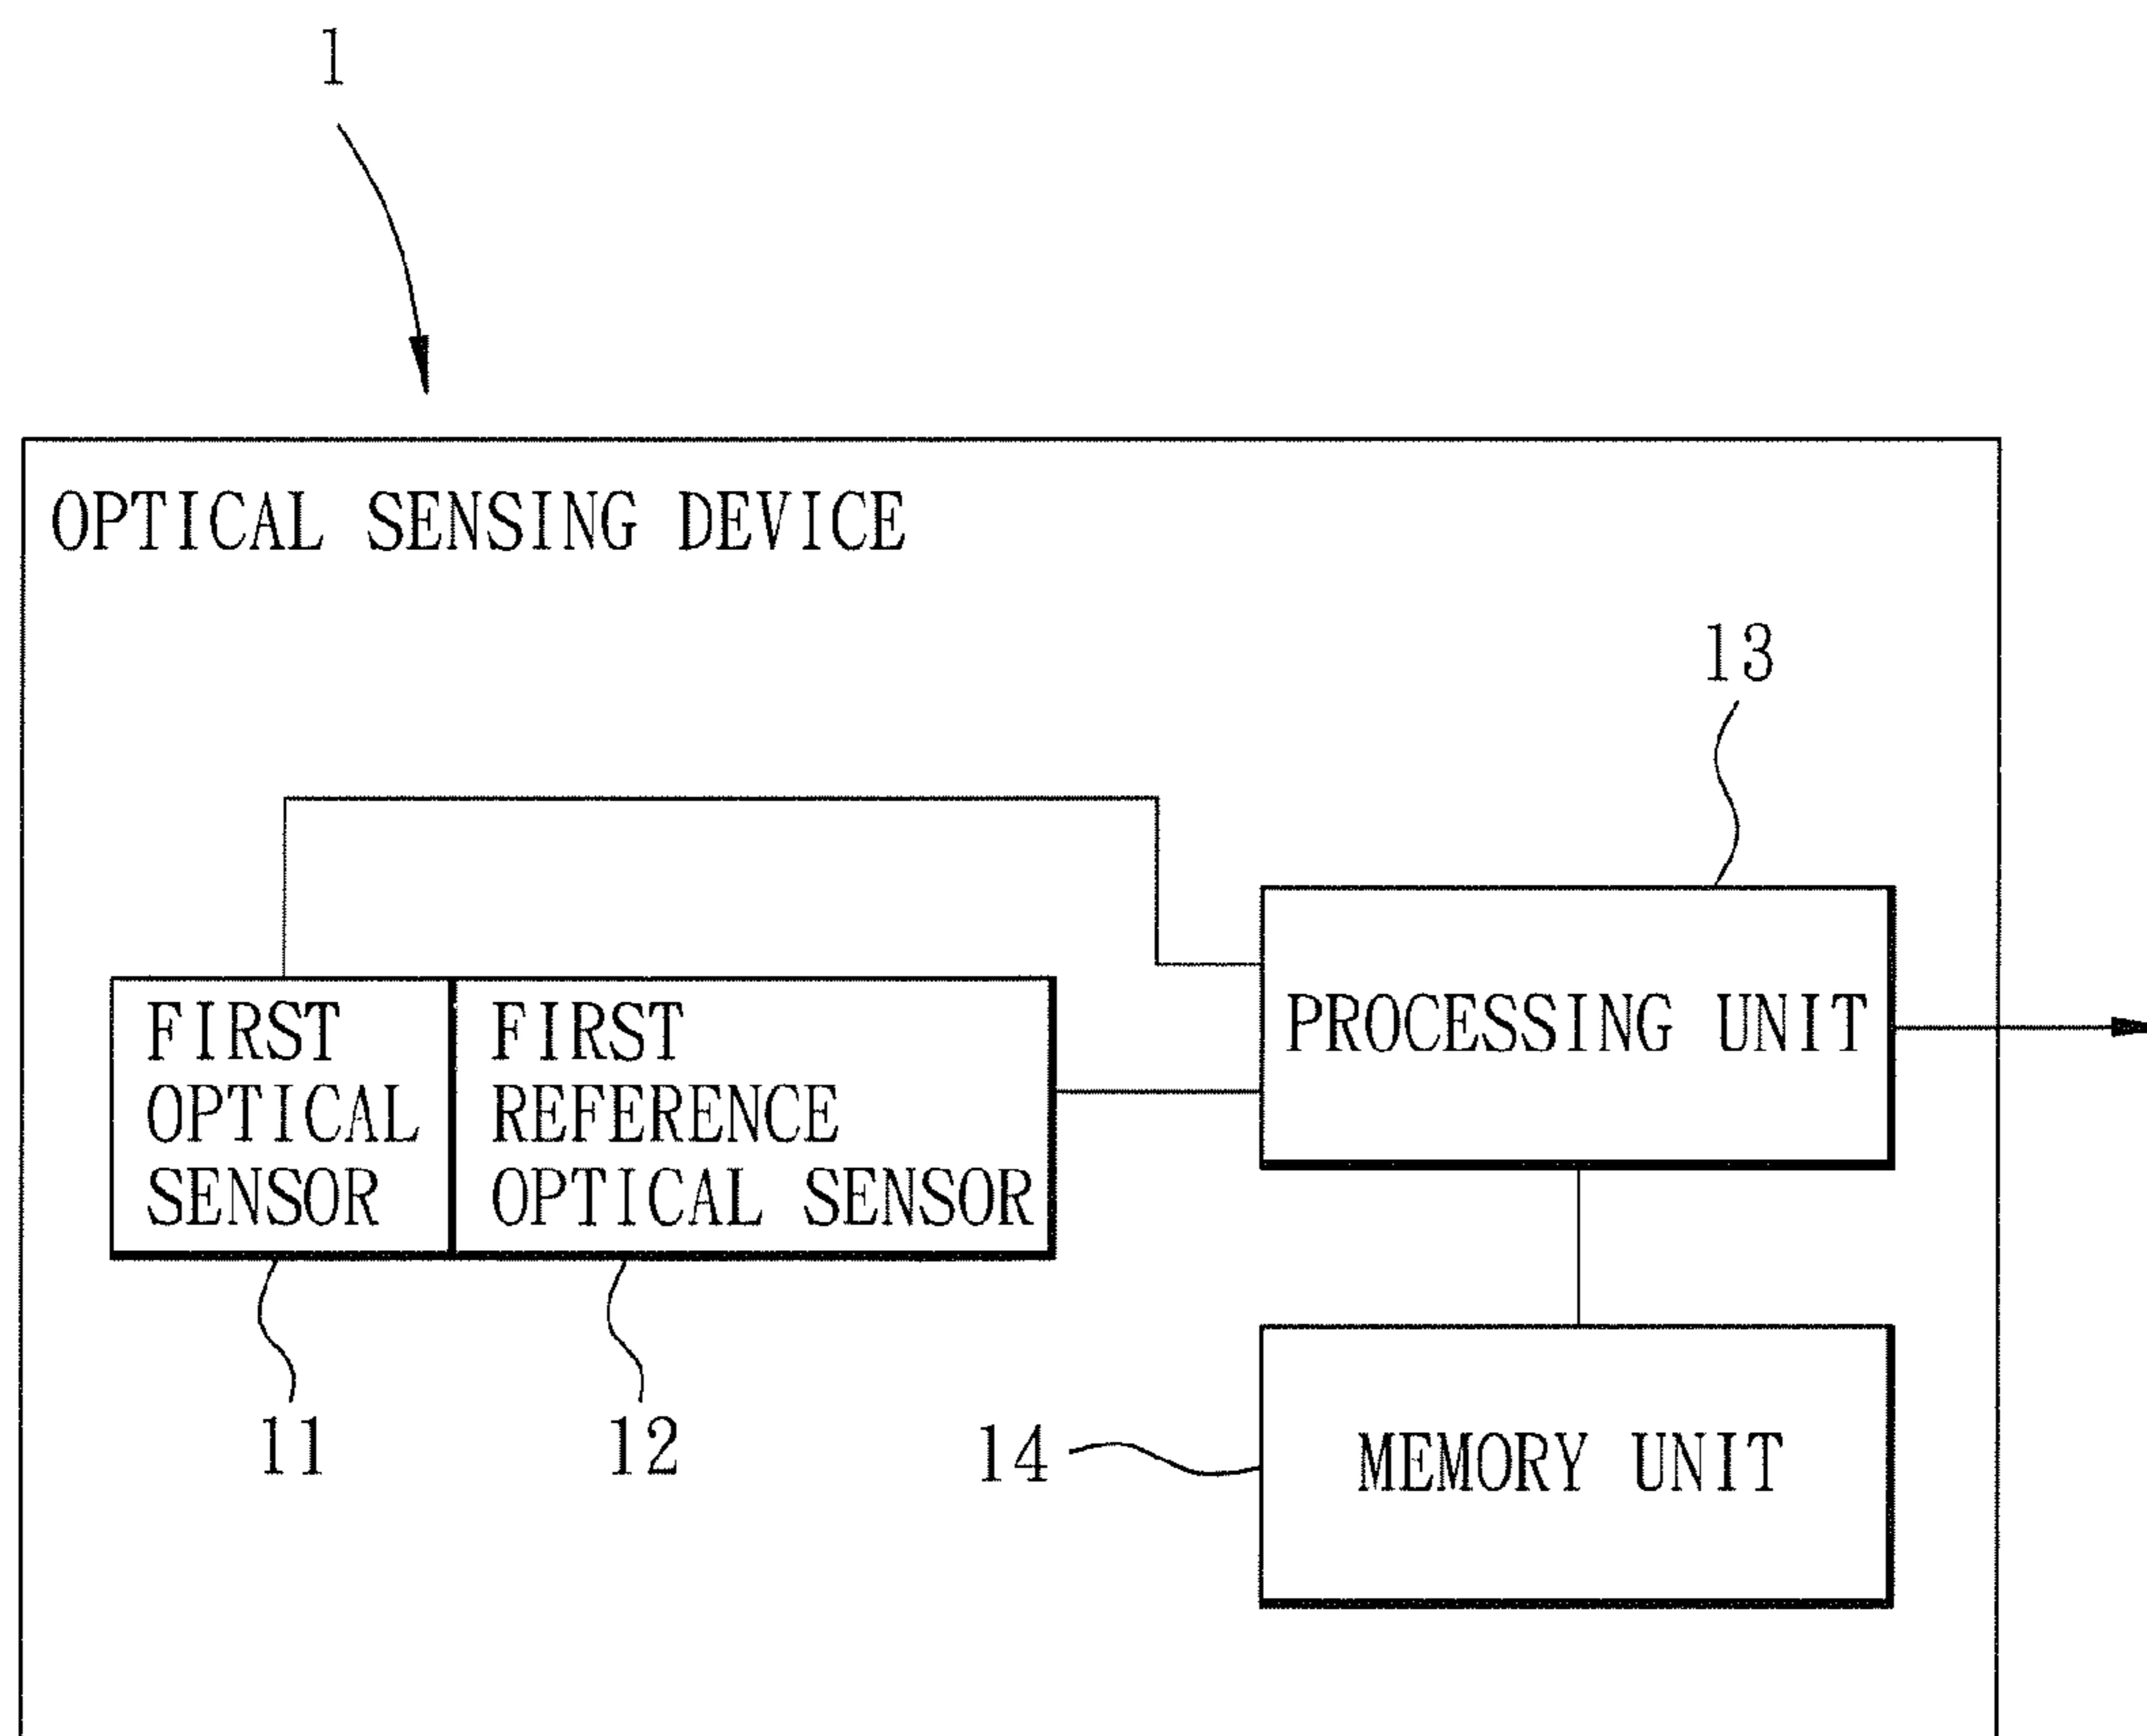 1
OPTICAL SENSING DEVICE
13
FIRST
OPTICAL
SENSOR
FIRST
REFERENCE
OPTICAL SENSOR
PROCESSING UNIT
11
12
14
MEMORY UNIT